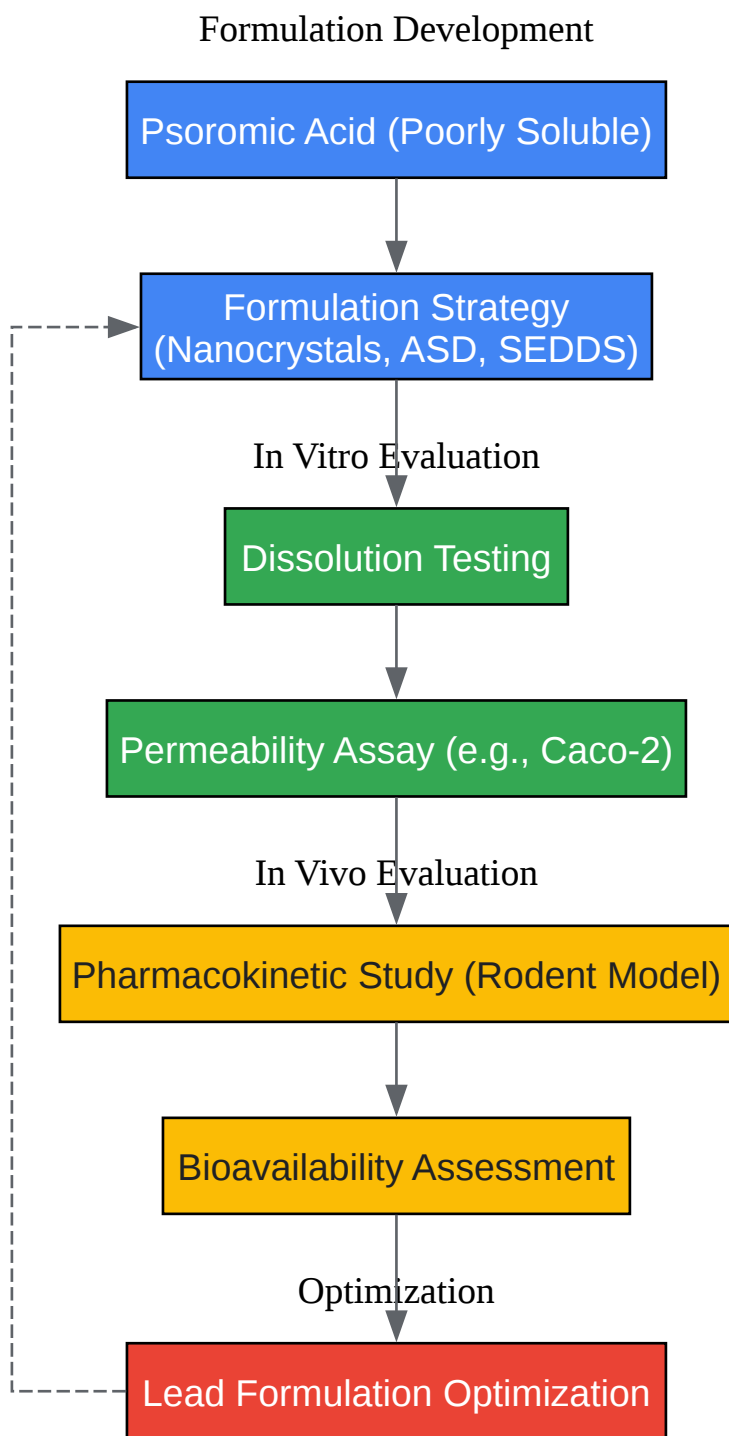 Formulation Development
Psoromic Acid (Poorly Soluble)
Formulation Strategy
(Nanocrystals, ASD, SEDDS)
In Vitro Evaluation
Dissolution Testing
Permeability Assay (e.g., Caco-2)
In Vivo Evaluation
Pharmacokinetic Study (Rodent Model)
Bioavailability Assessment
Optimization
Lead Formulation Optimization